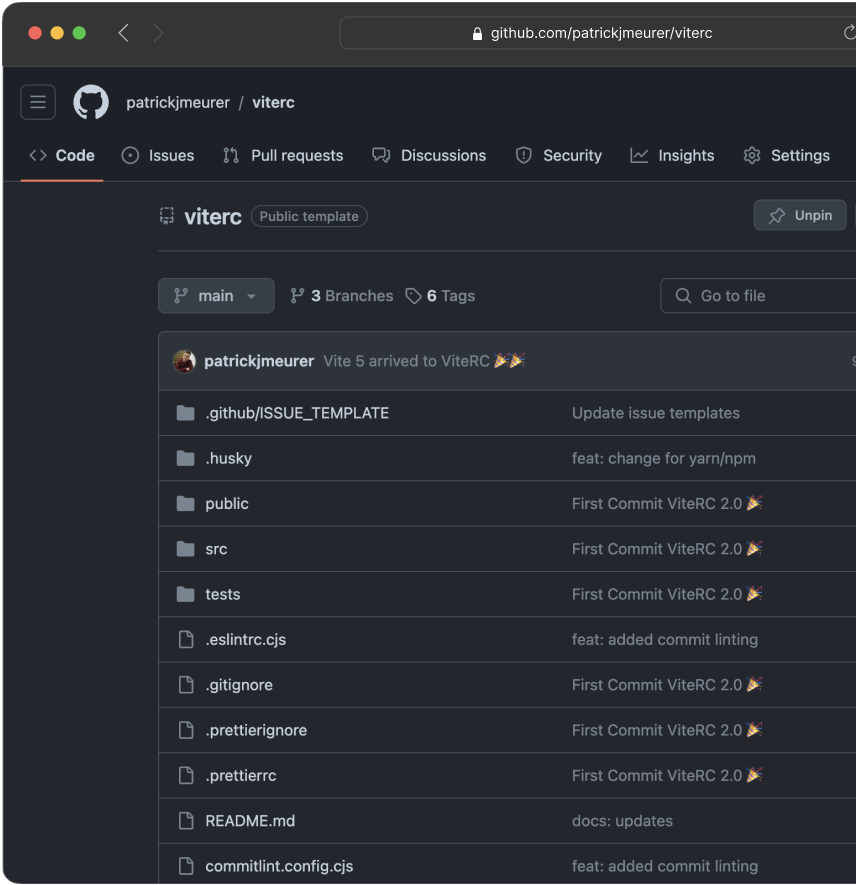 github.com/patrickjmeurer/viterc
patrickjmeurer / viterc
Code Issues Pull requests Discussions Security Insights Settings
viterc Public template Unpin
main 3 Branches 6 Tags Go to file
patrickjmeurer Vite 5 arrived to ViteRC 🎉🎉
.github/ISSUE_TEMPLATE Update issue templates
.husky feat: change for yarn/npm
public First Commit ViteRC 2.0 🎉
src First Commit ViteRC 2.0 🎉
tests First Commit ViteRC 2.0 🎉
.eslintrc.cjs feat: added commit linting
.gitignore First Commit ViteRC 2.0 🎉
.prettierignore First Commit ViteRC 2.0 🎉
.prettierrc First Commit ViteRC 2.0 🎉
README.md docs: updates
commitlint.config.cjs feat: added commit linting